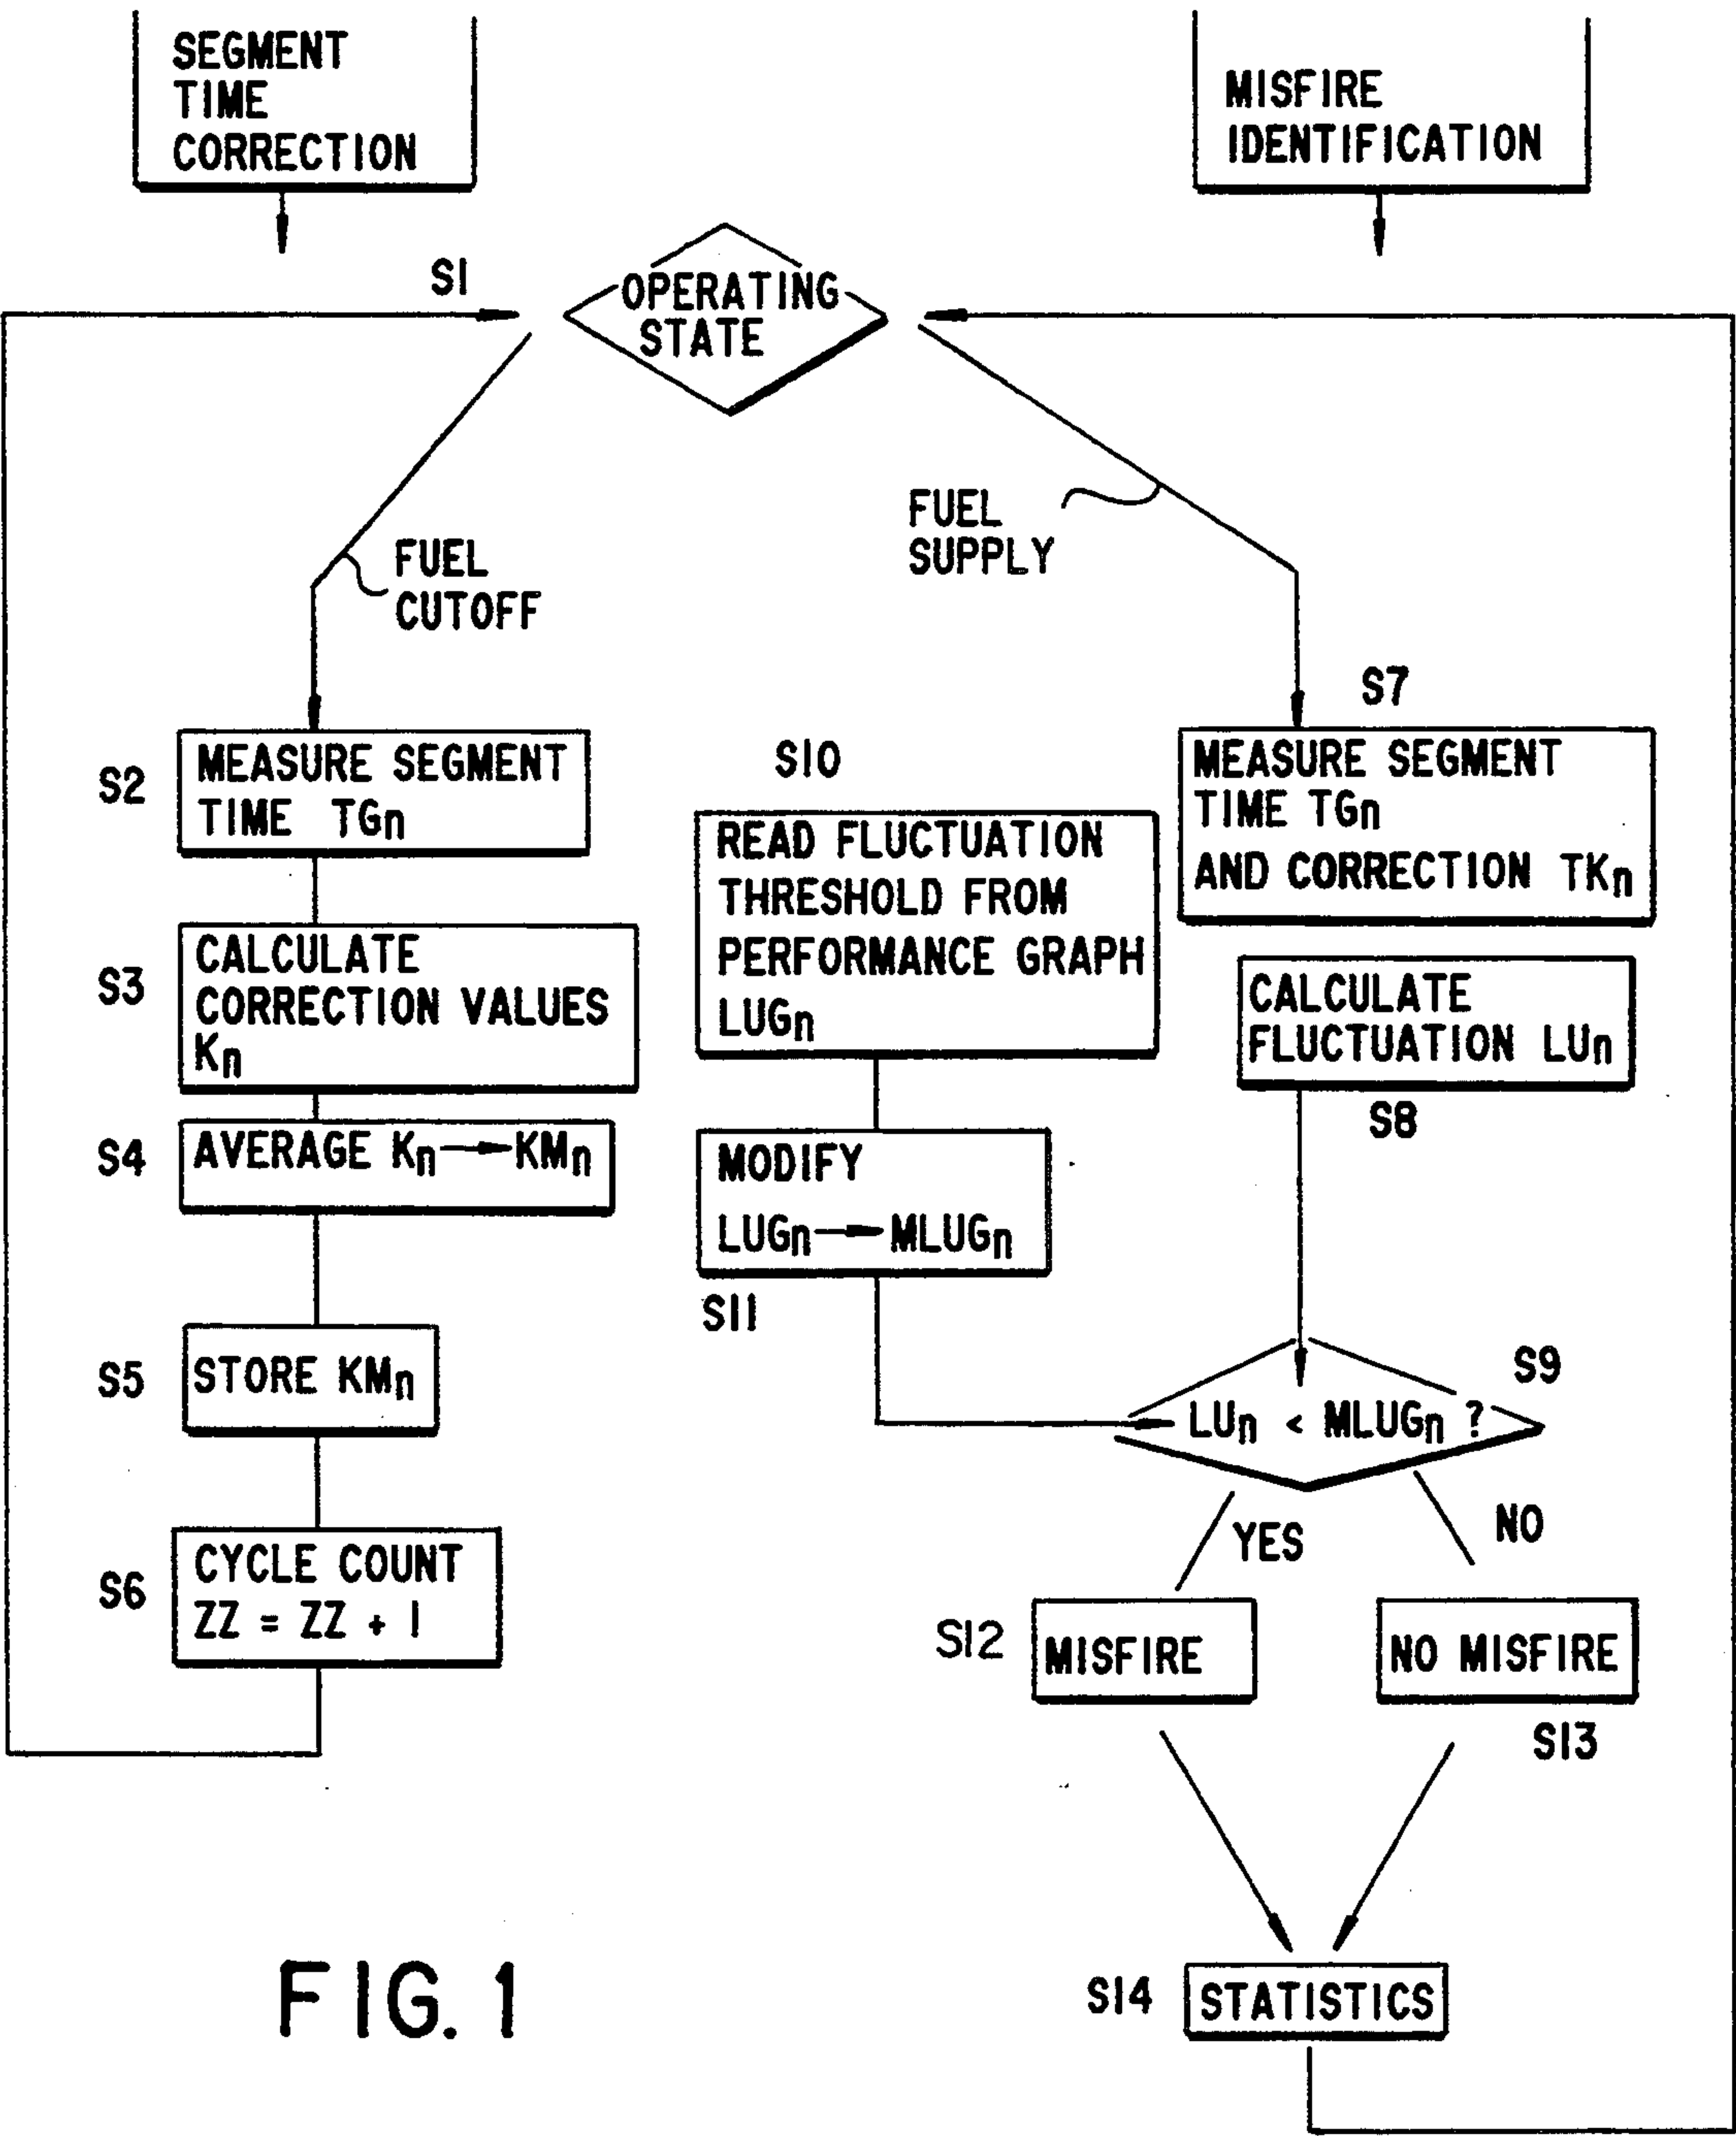 SEGMENT
TIME
CORRECTION
MISFIRE
IDENTIFICATION
S1
OPERATING
STATE
FUEL
CUTOFF
FUEL
SUPPLY
S2
MEASURE SEGMENT
TIME TGn
S3
CALCULATE
CORRECTION VALUES
Kn
S4
AVERAGE Kn→KMn
S5
STORE KMn
S6
CYCLE COUNT
ZZ = ZZ + 1
S10
READ FLUCTUATION
THRESHOLD FROM
PERFORMANCE GRAPH
LUGn
MODIFY
LUGn→MLUGn
S11
S7
MEASURE SEGMENT
TIME TGn
AND CORRECTION TKn
CALCULATE
FLUCTUATION LUn
S8
S9
LUn < MLUGn ?
YES
NO
S12
MISFIRE
NO MISFIRE
S13
S14
STATISTICS
FIG. 1